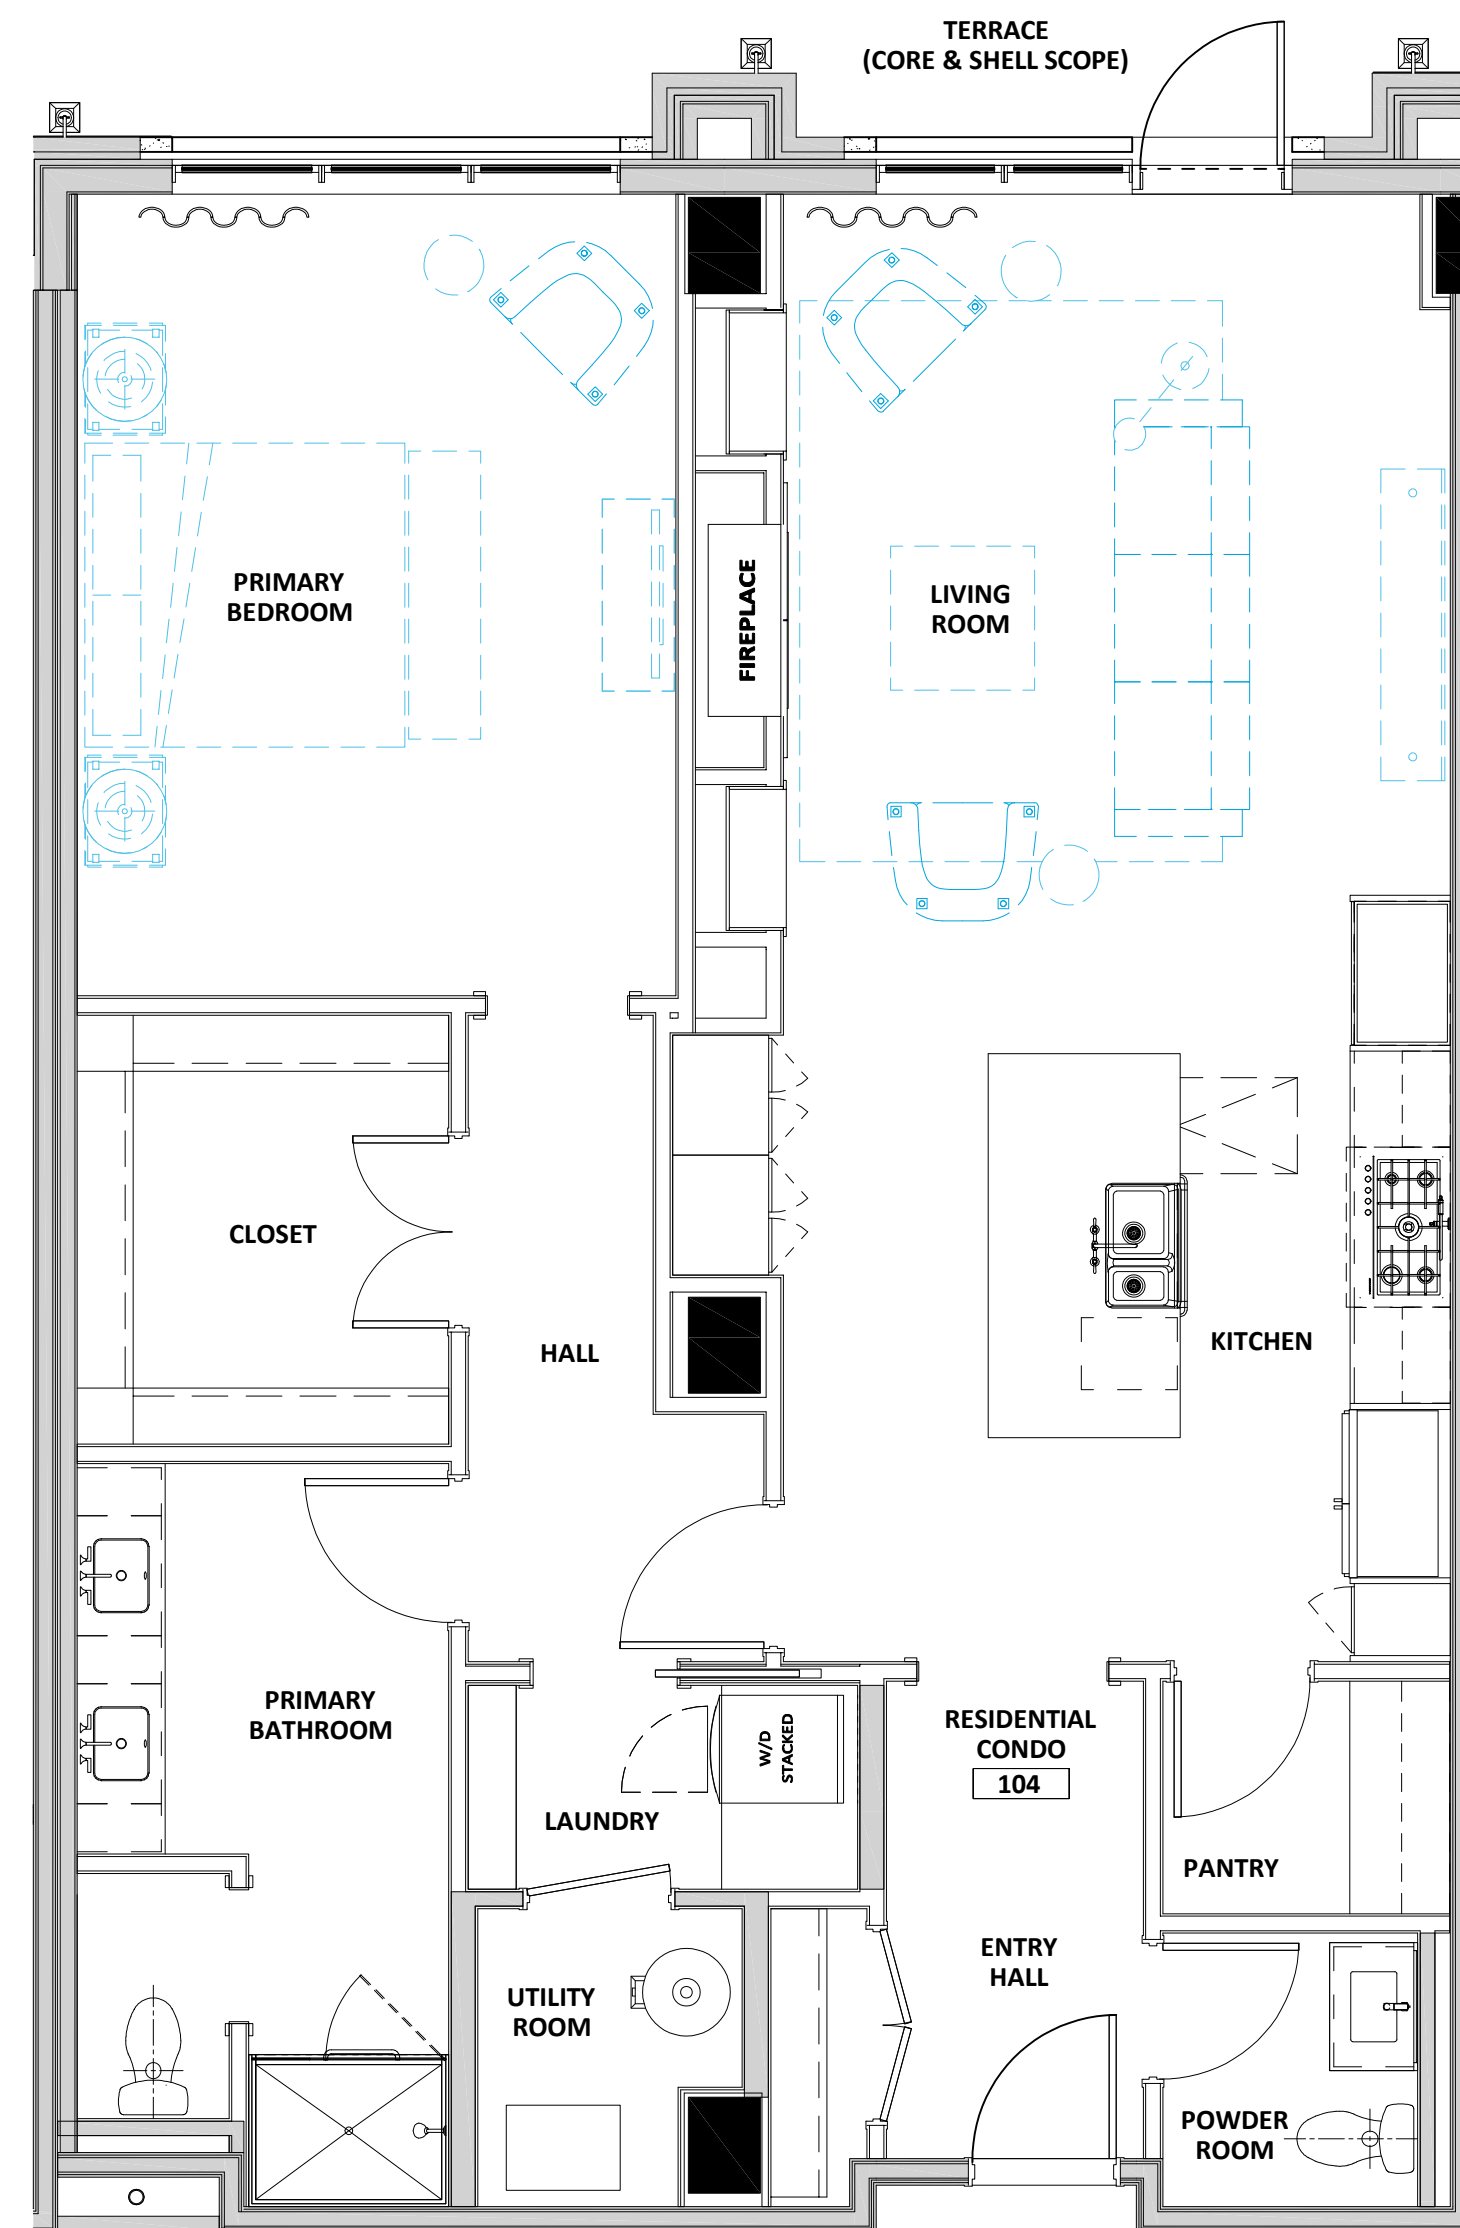 TERRACE
(CORE & SHELL SCOPE)
PRIMARY
BEDROOM
FIREPLACE
LIVING
ROOM
CLOSET
HALL
KITCHEN
PRIMARY
BATHROOM
W/D
STACKED
RESIDENTIAL
CONDO
104
LAUNDRY
PANTRY
ENTRY
HALL
UTILITY
ROOM
POWDER
ROOM